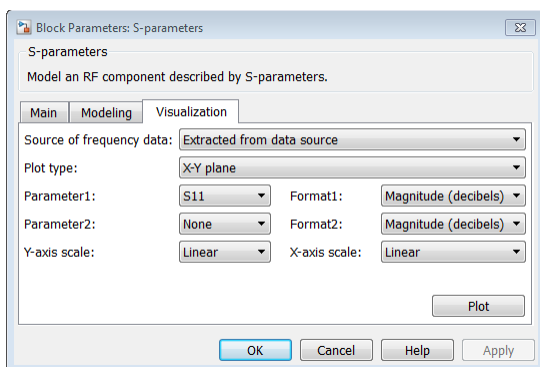 Block Parameters: S-parameters
S-parameters
Model an RF component described by S-parameters.
Main Modeling Visualization
Source of frequency data: Extracted from data source
Plot type: X-Y plane
Parameter1: S11 Format1: Magnitude (decibels)
Parameter2: None Format2: Magnitude (decibels)
Y-axis scale: Linear X-axis scale: Linear
Plot
OK Cancel Help Apply